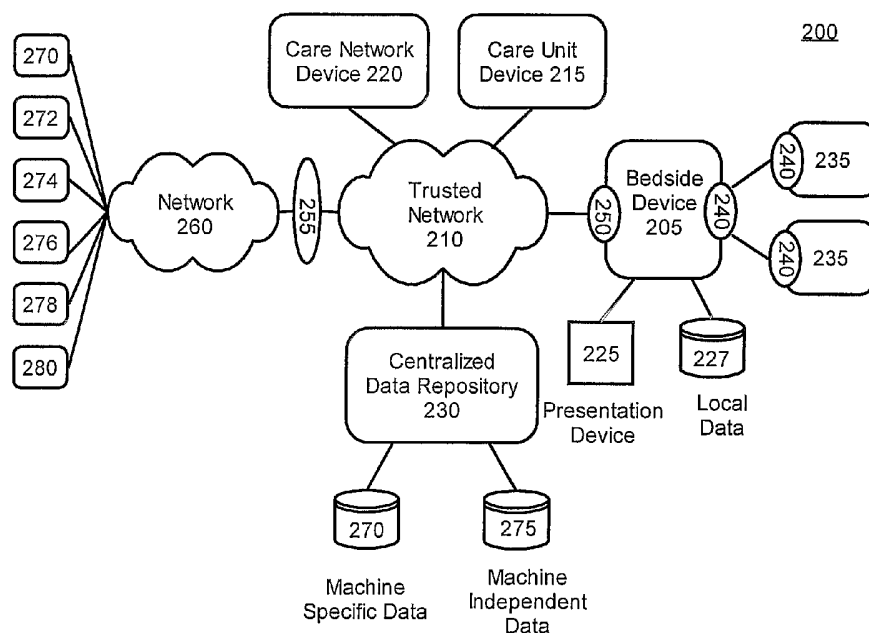 200
270
272
274
276
278
280
Care Network
Device 220
Care Unit
Device 215
Network
260
255
Trusted
Network
210
250
Bedside
Device
205
240
240
235
240
235
Centralized
Data Repository
230
225
Presentation
Device
227
Local
Data
270
Machine
Specific Data
275
Machine
Independent Data